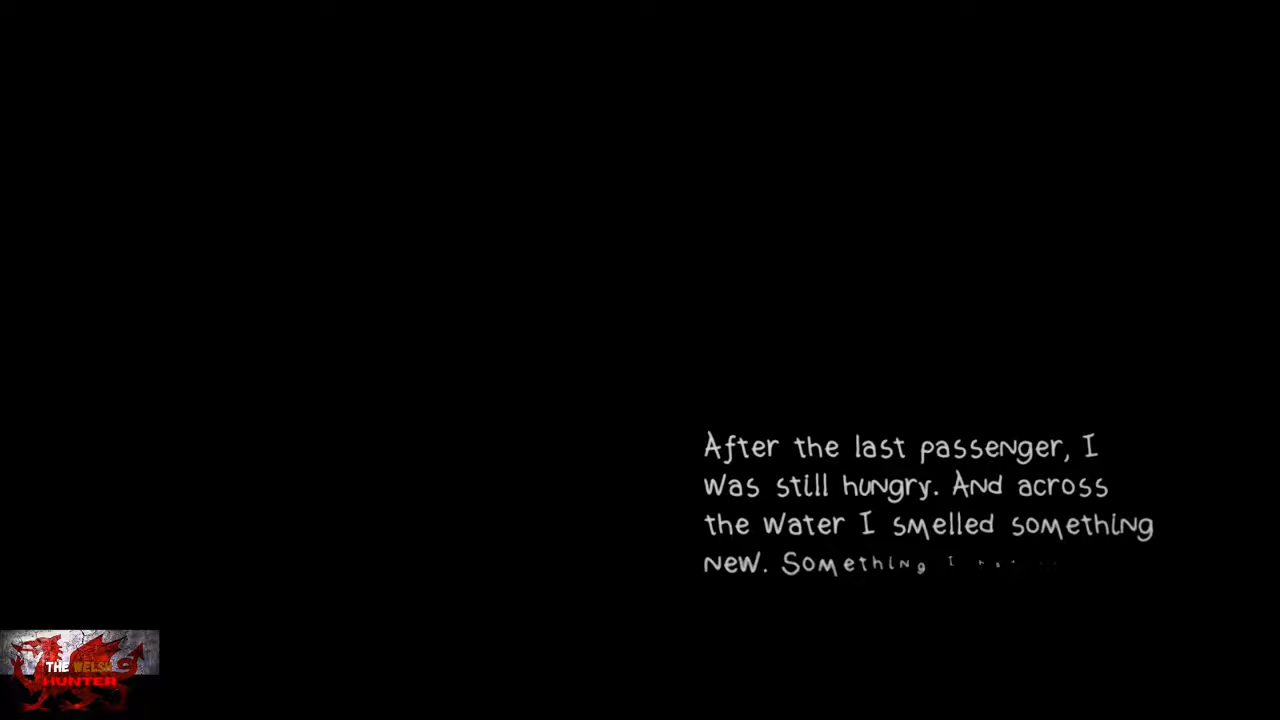 After the last passenger, I
was still hungry. And across
the water I smelled something
new. Something I
THE WELSH
HUNTER